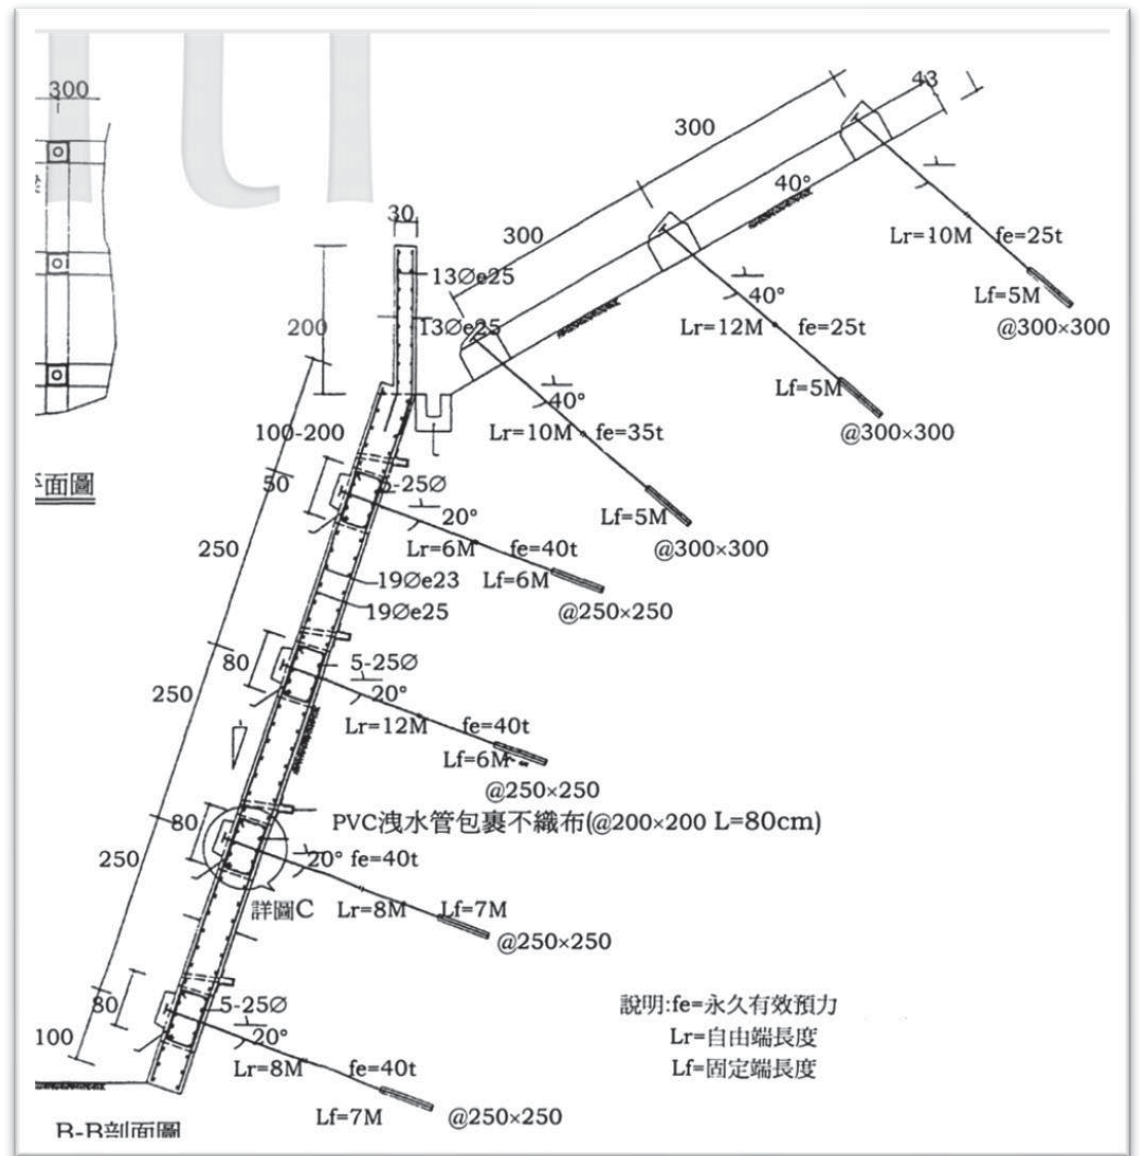 300
平面圖
43
300
40°
Lr=10M fe=25t
Lf=5M
@300×300
300
40°
Lr=12M fe=25t
Lf=5M
@300×300
30
13∅e25
13∅e25
200
40°
Lr=10M fe=35t
Lf=5M
@300×300
100-200
50
5-25∅
20°
Lr=6M fe=40t
Lf=6M
@250×250
250
19∅e23
19∅e25
80
5-25∅
20°
Lr=12M fe=40t
Lf=6M
@250×250
250
PVC洩水管包裹不織布(@200×200 L=80cm)
80
20° fe=40t
250
詳圖C Lr=8M Lf=7M
@250×250
80
5-25∅
20°
100
Lr=8M fe=40t
Lf=7M
@250×250
說明:fe=永久有效預力
Lr=自由端長度
Lf=固定端長度
B-B剖面圖